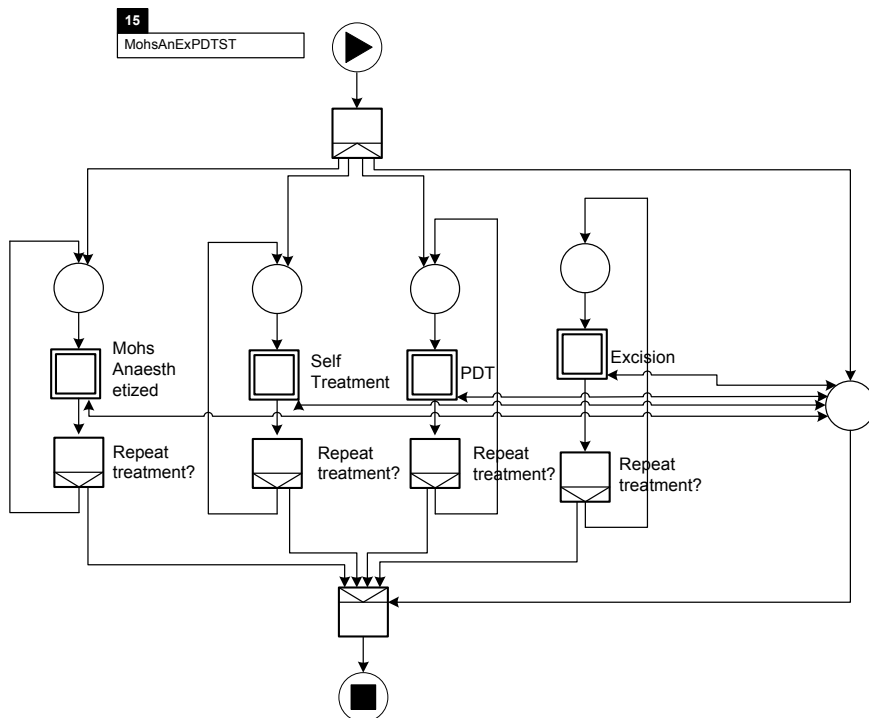 15
MohsAnExPDTST
Mohs
Anaesth
etized
Self
Treatment
PDT
Excision
Repeat
treatment?
Repeat
treatment?
Repeat
treatment?
Repeat
treatment?